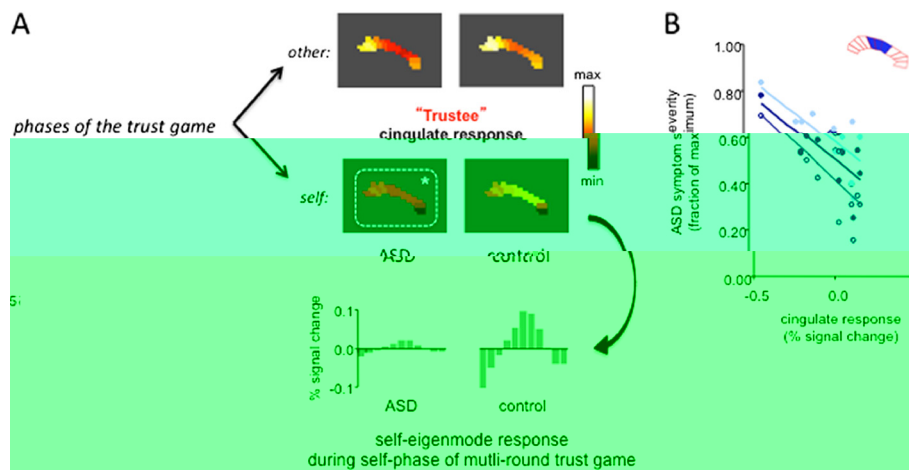 A
other:
max
"Trustee"
cingulate response
phases of the trust game
min
self:
*
ASD
control
0.1
0.0
-0.1
% signal change
ASD
control
self-eigenmode response
during self-phase of mutli-round trust game
B
1.00
0.80
0.60
0.40
0.20
0.00
ASD symptom severity
(fraction of maximum)
-0.5
0.0
cingulate response
(% signal change)